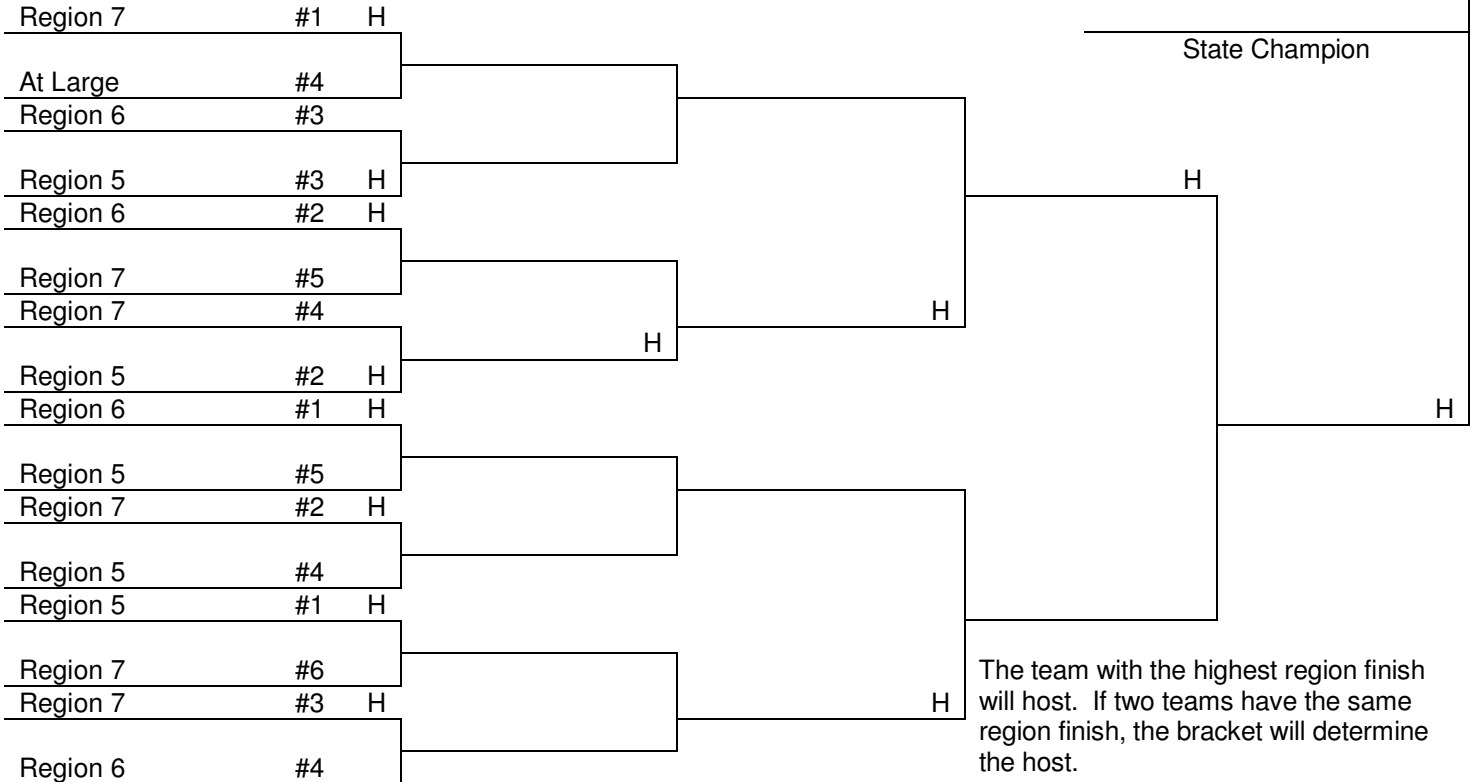 Region 7 #1 H
State Champion
At Large #4
Region 6 #3
Region 5 #3 H
H
Region 6 #2 H
Region 7 #5
Region 7 #4
H
H
Region 5 #2 H
Region 6 #1 H
H
Region 5 #5
Region 7 #2 H
Region 5 #4
Region 5 #1 H
Region 7 #6
Region 7 #3 H
H
Region 6 #4
The team with the highest region finish
will host. If two teams have the same
region finish, the bracket will determine
the host.